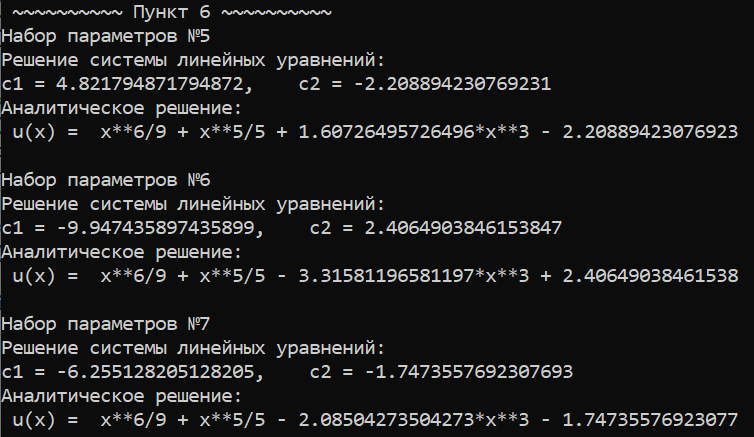 ~~~~~~~~~~ Пункт 6 ~~~~~~~~~~
Набор параметров №5
Решение системы линейных уравнений:
c1 = 4.821794871794872,    c2 = -2.208894230769231
Аналитическое решение:
u(x) =  x**6/9 + x**5/5 + 1.60726495726496*x**3 - 2.20889423076923
Набор параметров №6
Решение системы линейных уравнений:
c1 = -9.947435897435899,    c2 = 2.4064903846153847
Аналитическое решение:
u(x) =  x**6/9 + x**5/5 - 3.31581196581197*x**3 + 2.40649038461538
Набор параметров №7
Решение системы линейных уравнений:
c1 = -6.255128205128205,    c2 = -1.7473557692307693
Аналитическое решение:
u(x) =  x**6/9 + x**5/5 - 2.08504273504273*x**3 - 1.74735576923077